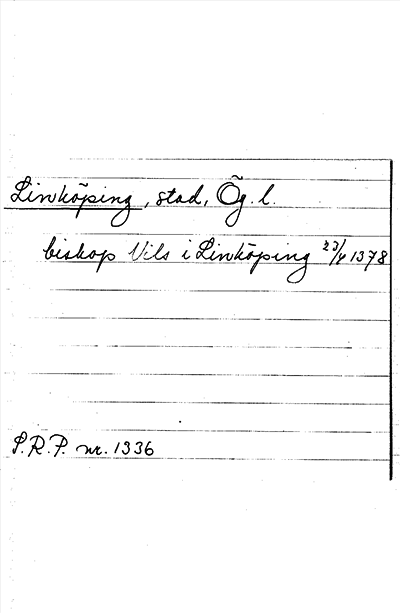 Linköping, stad, Ög. l.
biskop Nils i Linköping 23/4 1378
S.R.P. nr. 1336